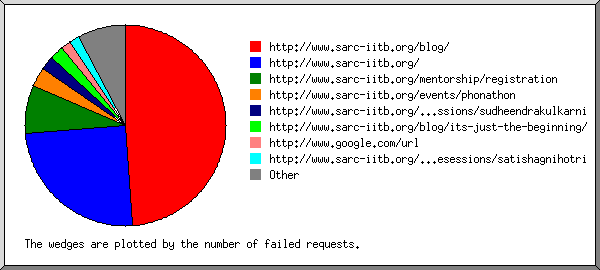 http://www.sarc-iitb.org/blog/
http://www.sarc-iitb.org/
http://www.sarc-iitb.org/mentorship/registration
http://www.sarc-iitb.org/events/phonathon
http://www.sarc-iitb.org/...ssions/sudheendrakulkarni
http://www.sarc-iitb.org/blog/its-just-the-beginning/
http://www.google.com/url
http://www.sarc-iitb.org/...esessions/satishagnihotri
Other
The wedges are plotted by the number of failed requests.